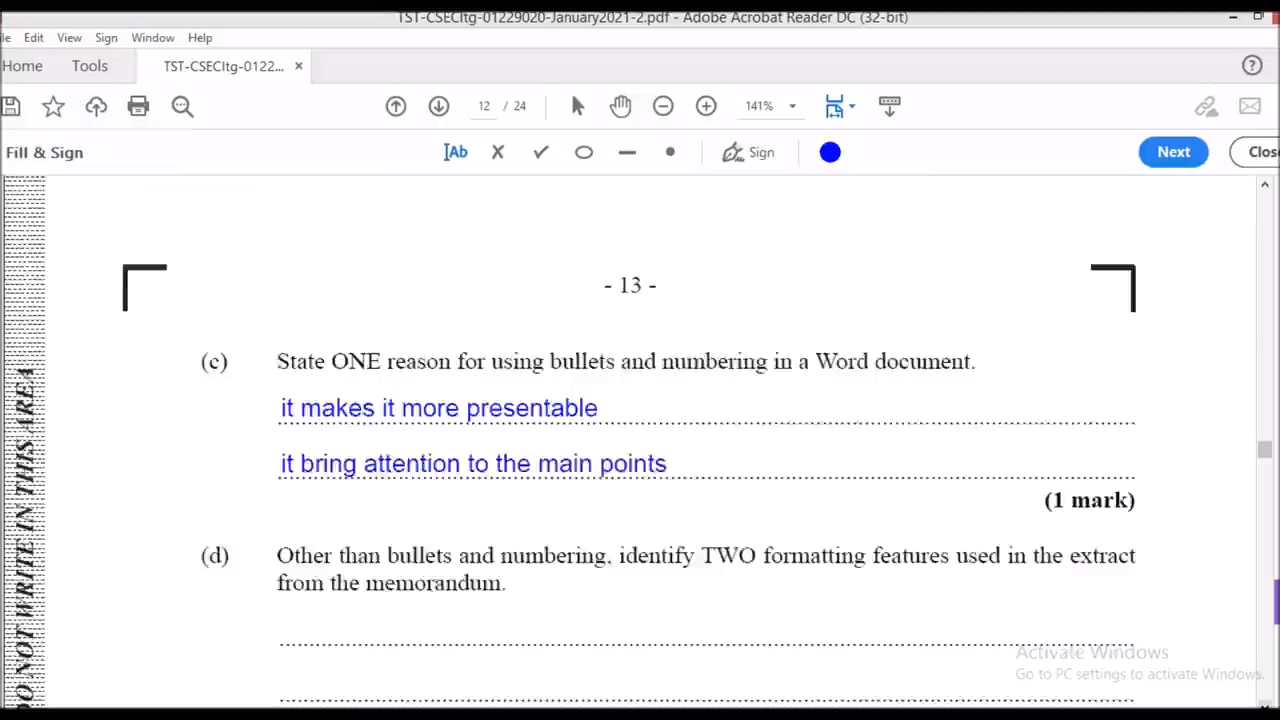 TST-CSECItg-01229020-January2021-2.pdf - Adobe Acrobat Reader DC (32-bit)
Edit View Sign Window Help
Home Tools TST-CSECItg-0122... ×
12 / 24 141%
Fill & Sign Ab Sign Next
- 13 -
(c) State ONE reason for using bullets and numbering in a Word document.
it makes it more presentable
it bring attention to the main points
(1 mark)
(d) Other than bullets and numbering, identify TWO formatting features used in the extract
from the memorandum.
Activate Windows
Go to PC settings to activate Windows.
WRITE IN THIS AREA